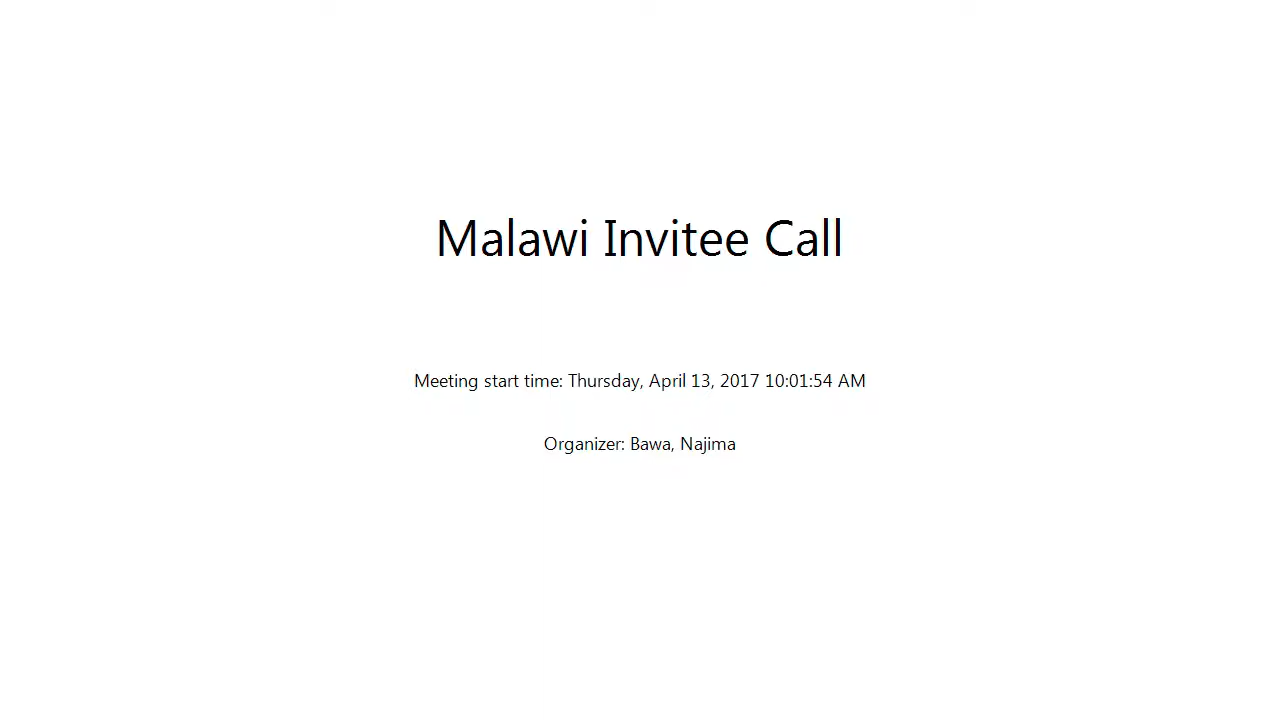 Malawi Invitee Call
Meeting start time: Thursday, April 13, 2017 10:01:54 AM
Organizer: Bawa, Najima